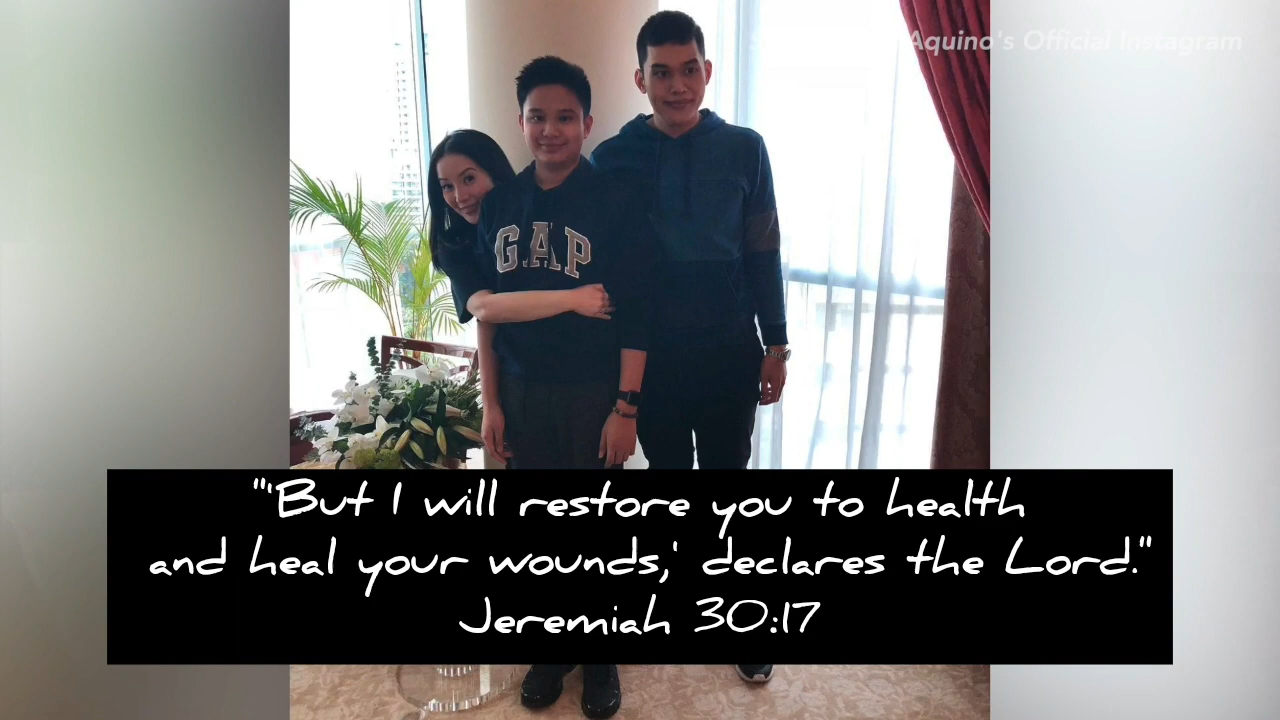 Aquino's Official Instagram
GAP
"'But I will restore you to health
and heal your wounds,' declares the Lord."
Jeremiah 30:17